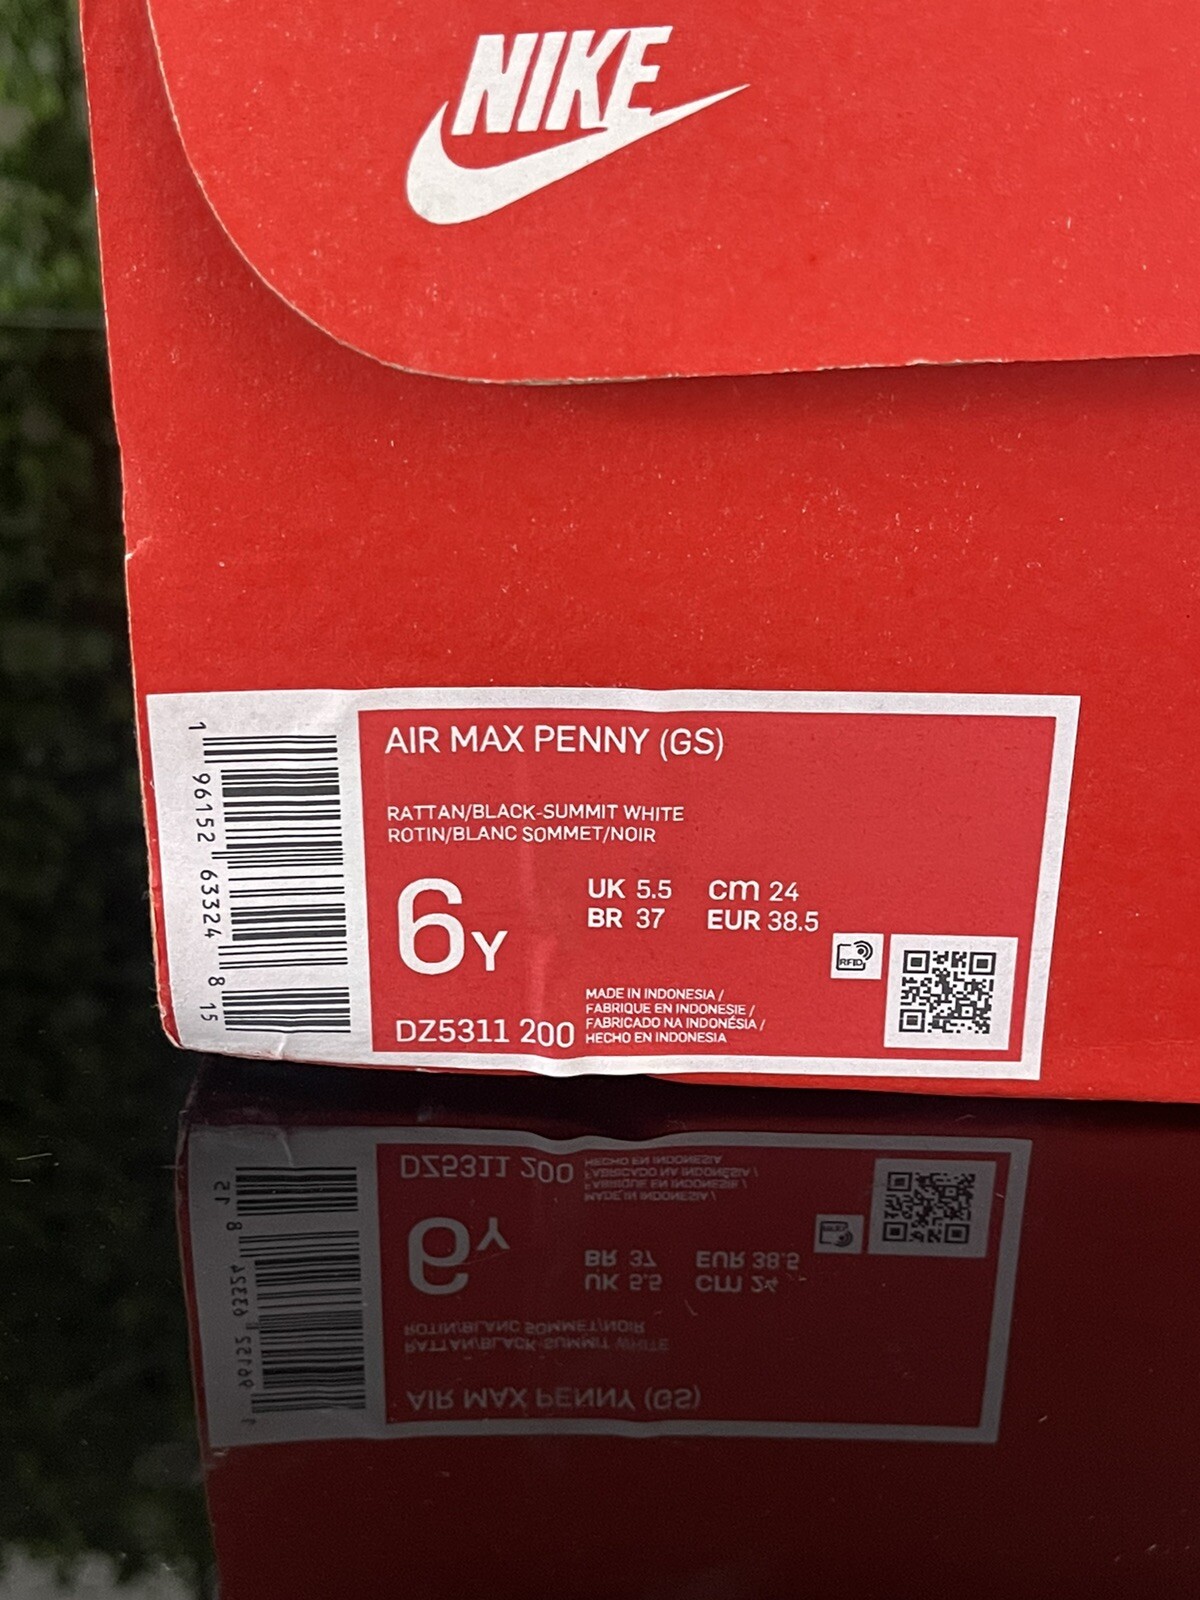 NIKE
1 96152 63324 8 15
AIR MAX PENNY (GS)
RATTAN/BLACK-SUMMIT WHITE
ROTIN/BLANC SOMMET/NOIR
6Y
UK 5.5 cm 24
BR 37 EUR 38.5
RFID
MADE IN INDONESIA /
FABRIQUE EN INDONESIE /
FABRICADO NA INDONÉSIA /
HECHO EN INDONESIA
DZ5311 200